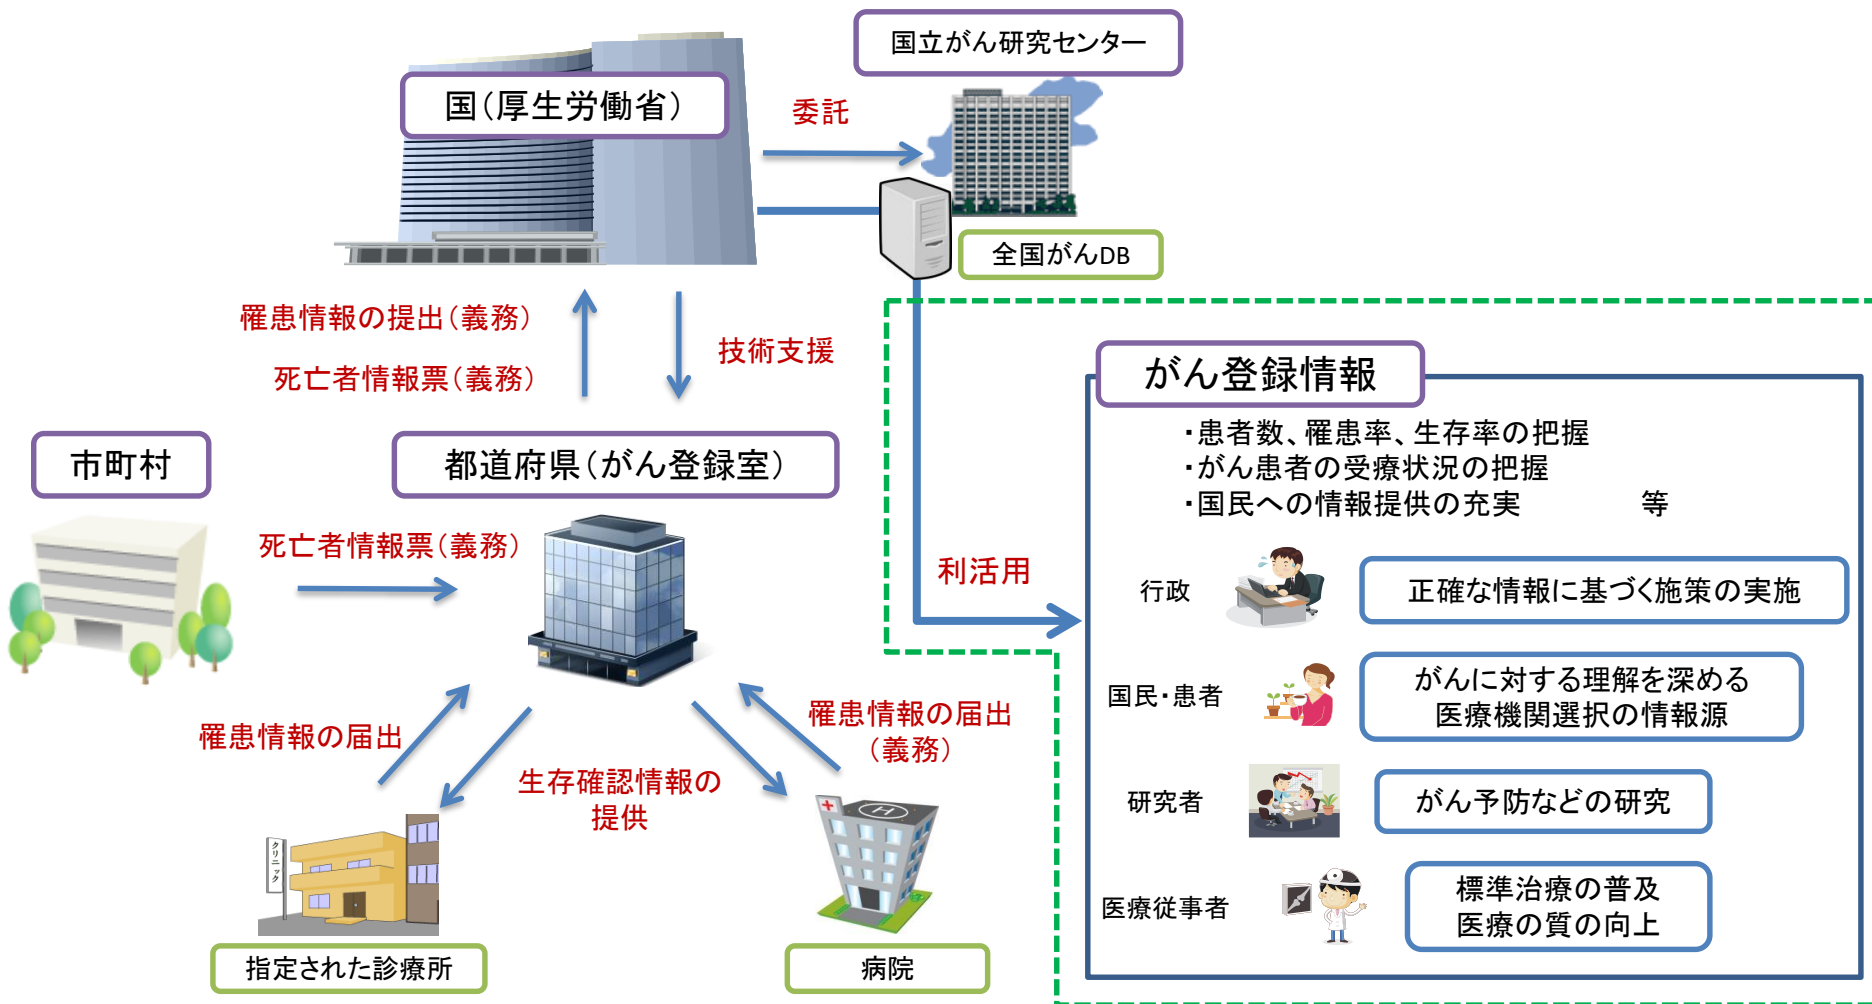 国立がん研究センター
国（厚生労働省）
委託
全国がんDB
罹患情報の提出（義務）
死亡者情報票（義務）
技術支援
市町村
都道府県（がん登録室）
死亡者情報票（義務）
罹患情報の届出
生存確認情報の
提供
罹患情報の届出
（義務）
クリニック
指定された診療所
病院
利活用
がん登録情報
・患者数、罹患率、生存率の把握
・がん患者の受療状況の把握
・国民への情報提供の充実　　　　等
行政
正確な情報に基づく施策の実施
国民・患者
がんに対する理解を深める
医療機関選択の情報源
研究者
がん予防などの研究
医療従事者
標準治療の普及
医療の質の向上
H